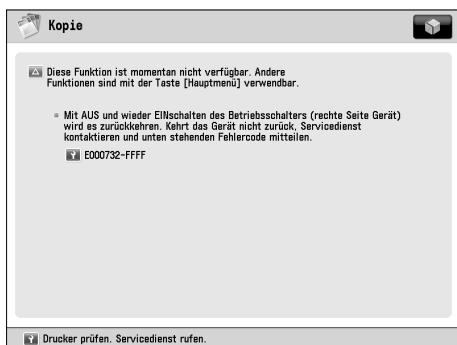 Kopie
Diese Funktion ist momentan nicht verfügbar. Andere
Funktionen sind mit der Taste [Hauptmenü] verwendbar.
Mit AUS und wieder EINschalten des Betriebsschalters (rechte Seite Gerät)
wird es zurückkehren. Kehrt das Gerät nicht zurück, Servicedienst
kontaktieren und unten stehenden Fehlercode mitteilen.
E000732-FFFF
Drucker prüfen. Servicedienst rufen.